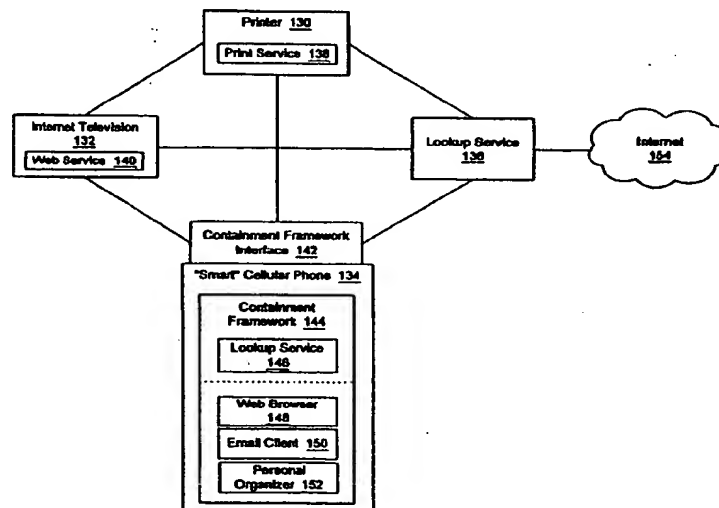 Printer 130
Print Service 138
Internet Television
132
Web Service 140
Lookup Service
136
Internet
154
Containment Framework
Interface 142
"Smart" Cellular Phone 134
Containment
Framework 144
Lookup Service
146
Web Browser
148
Email Client 150
Personal
Organizer 152